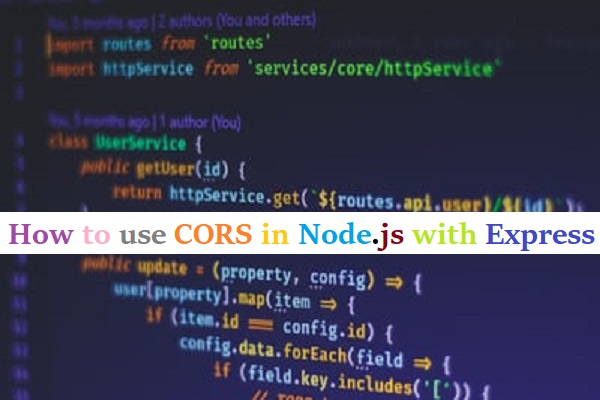 You, 5 months ago | 2 authors (You and others)
import routes from 'routes'
import httpService from 'services/core/httpService'
You, 5 months ago | 1 author (You)
class UserService {
public getUser(id) {
return httpService.get(`${routes.api.user}/${id}`);
How to use CORS in Node.js with Express
public update = (property, config) => {
user[property].map(item => {
if (item.id === config.id) {
config.data.forEach(field => {
if (field.key.includes('[')) {